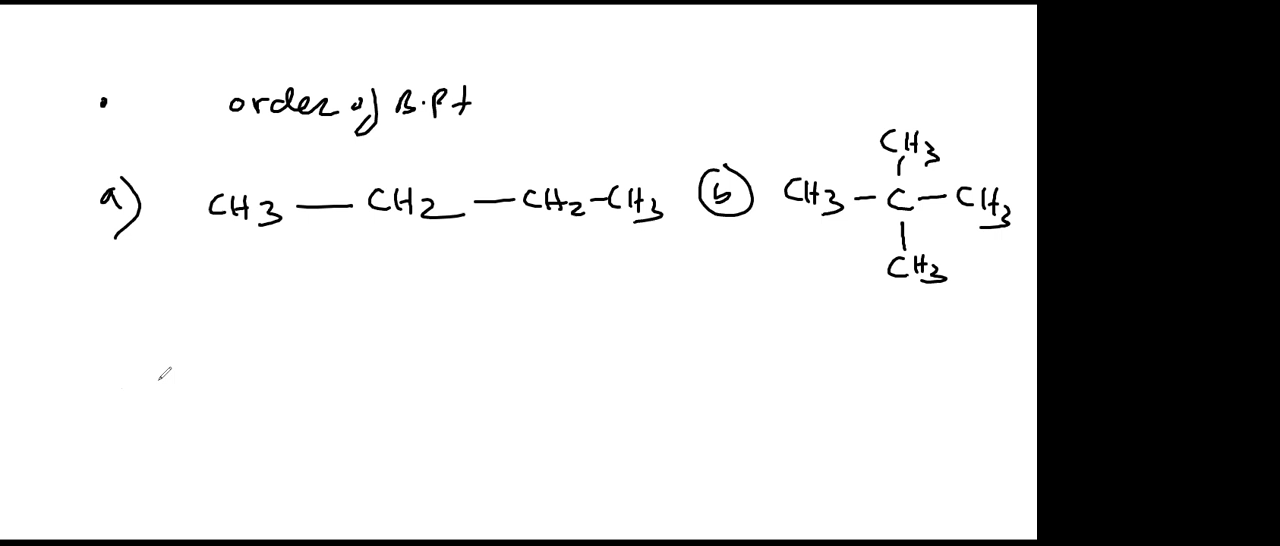 . order of B.Pt
CH3
a) CH3 — CH2 — CH2 - CH3 (b) CH3 - C - CH3
CH3